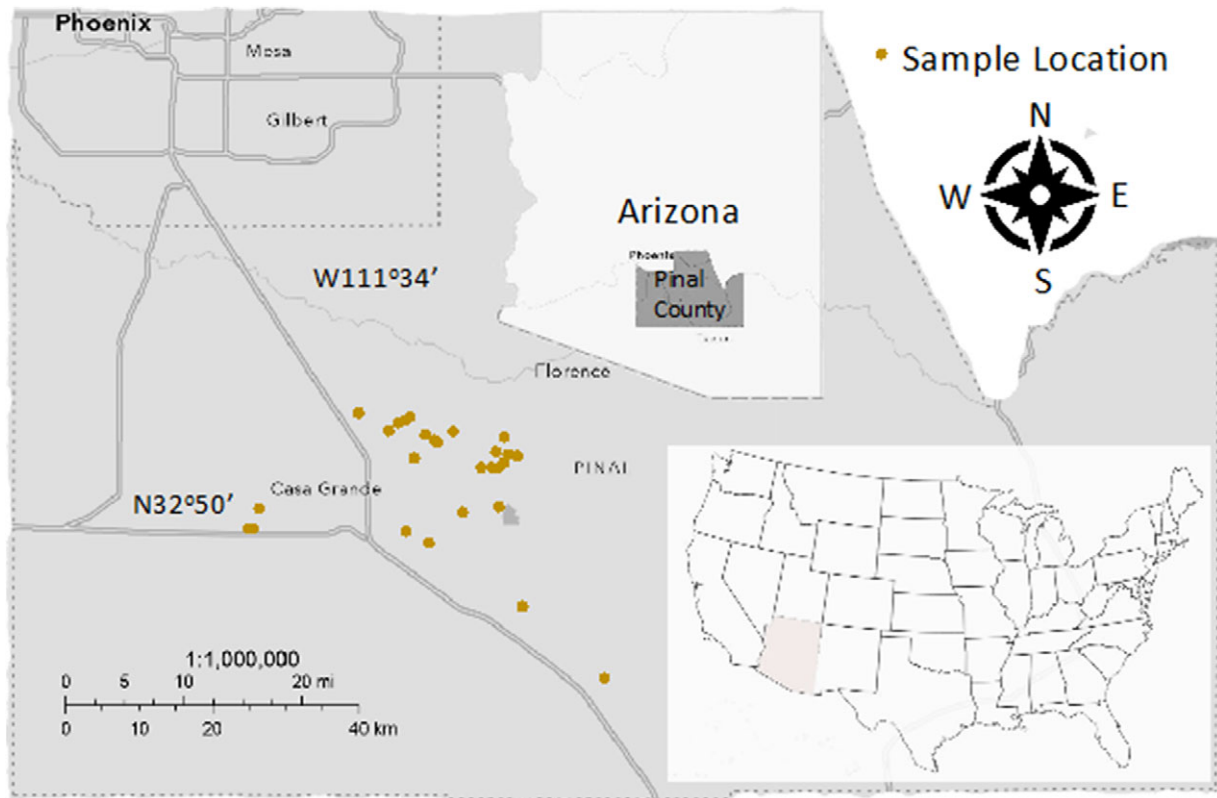 Phoenix
Mesa
Gilbert
Sample Location
N
W E
S
Arizona
Phoenix
Pinal
County
W111º34′
Florence
PINAL
Casa Grande
N32º50′
1:1,000,000
0 5 10 20 mi
0 10 20 40 km